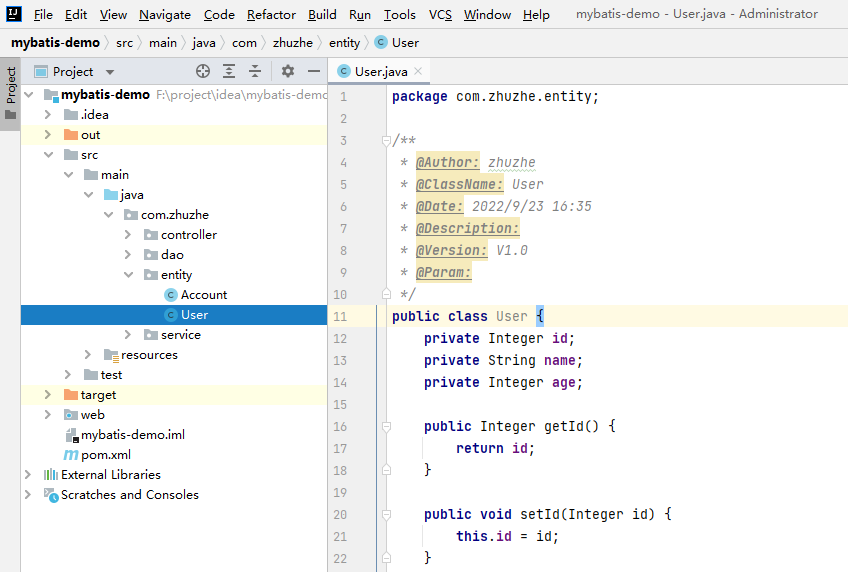 IJ File Edit View Navigate Code Refactor Build Run Tools VCS Window Help mybatis-demo - User.java - Administrator
mybatis-demo src main java com zhuzhe entity C User
Project
Project
C User.java
mybatis-demo F:\project\idea\mybatis-demo
.idea
out
src
main
java
com.zhuzhe
controller
dao
entity
C Account
C User
service
resources
test
target
web
mybatis-demo.iml
m pom.xml
External Libraries
Scratches and Consoles
1 package com.zhuzhe.entity;
2
3 /**
4 * @Author: zhuzhe
5 * @ClassName: User
6 * @Date: 2022/9/23 16:35
7 * @Description:
8 * @Version: V1.0
9 * @Param:
10 */
11 public class User {
12 private Integer id;
13 private String name;
14 private Integer age;
15
16 public Integer getId() {
17 return id;
18 }
19
20 public void setId(Integer id) {
21 this.id = id;
22 }